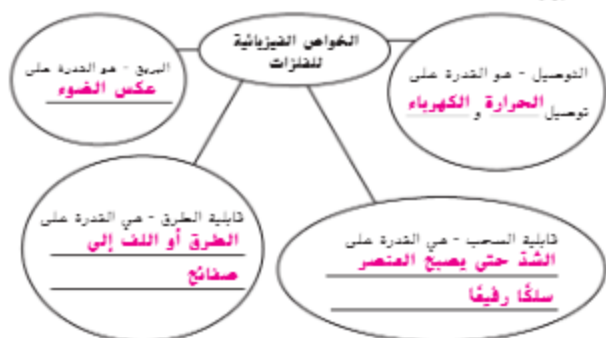 الخواص الفيزيائية
للفلزات
التوصيل - هو القدرة على
توصيل الحرارة و الكهرباء
البريق - هو القدرة على
عكس الضوء
قابلية الطرق - هي القدرة على
الطرق أو اللف إلى
صفائح
قابلية السحب - هي القدرة على
الشد حتى يصبح العنصر
سلكًا رفيعًا